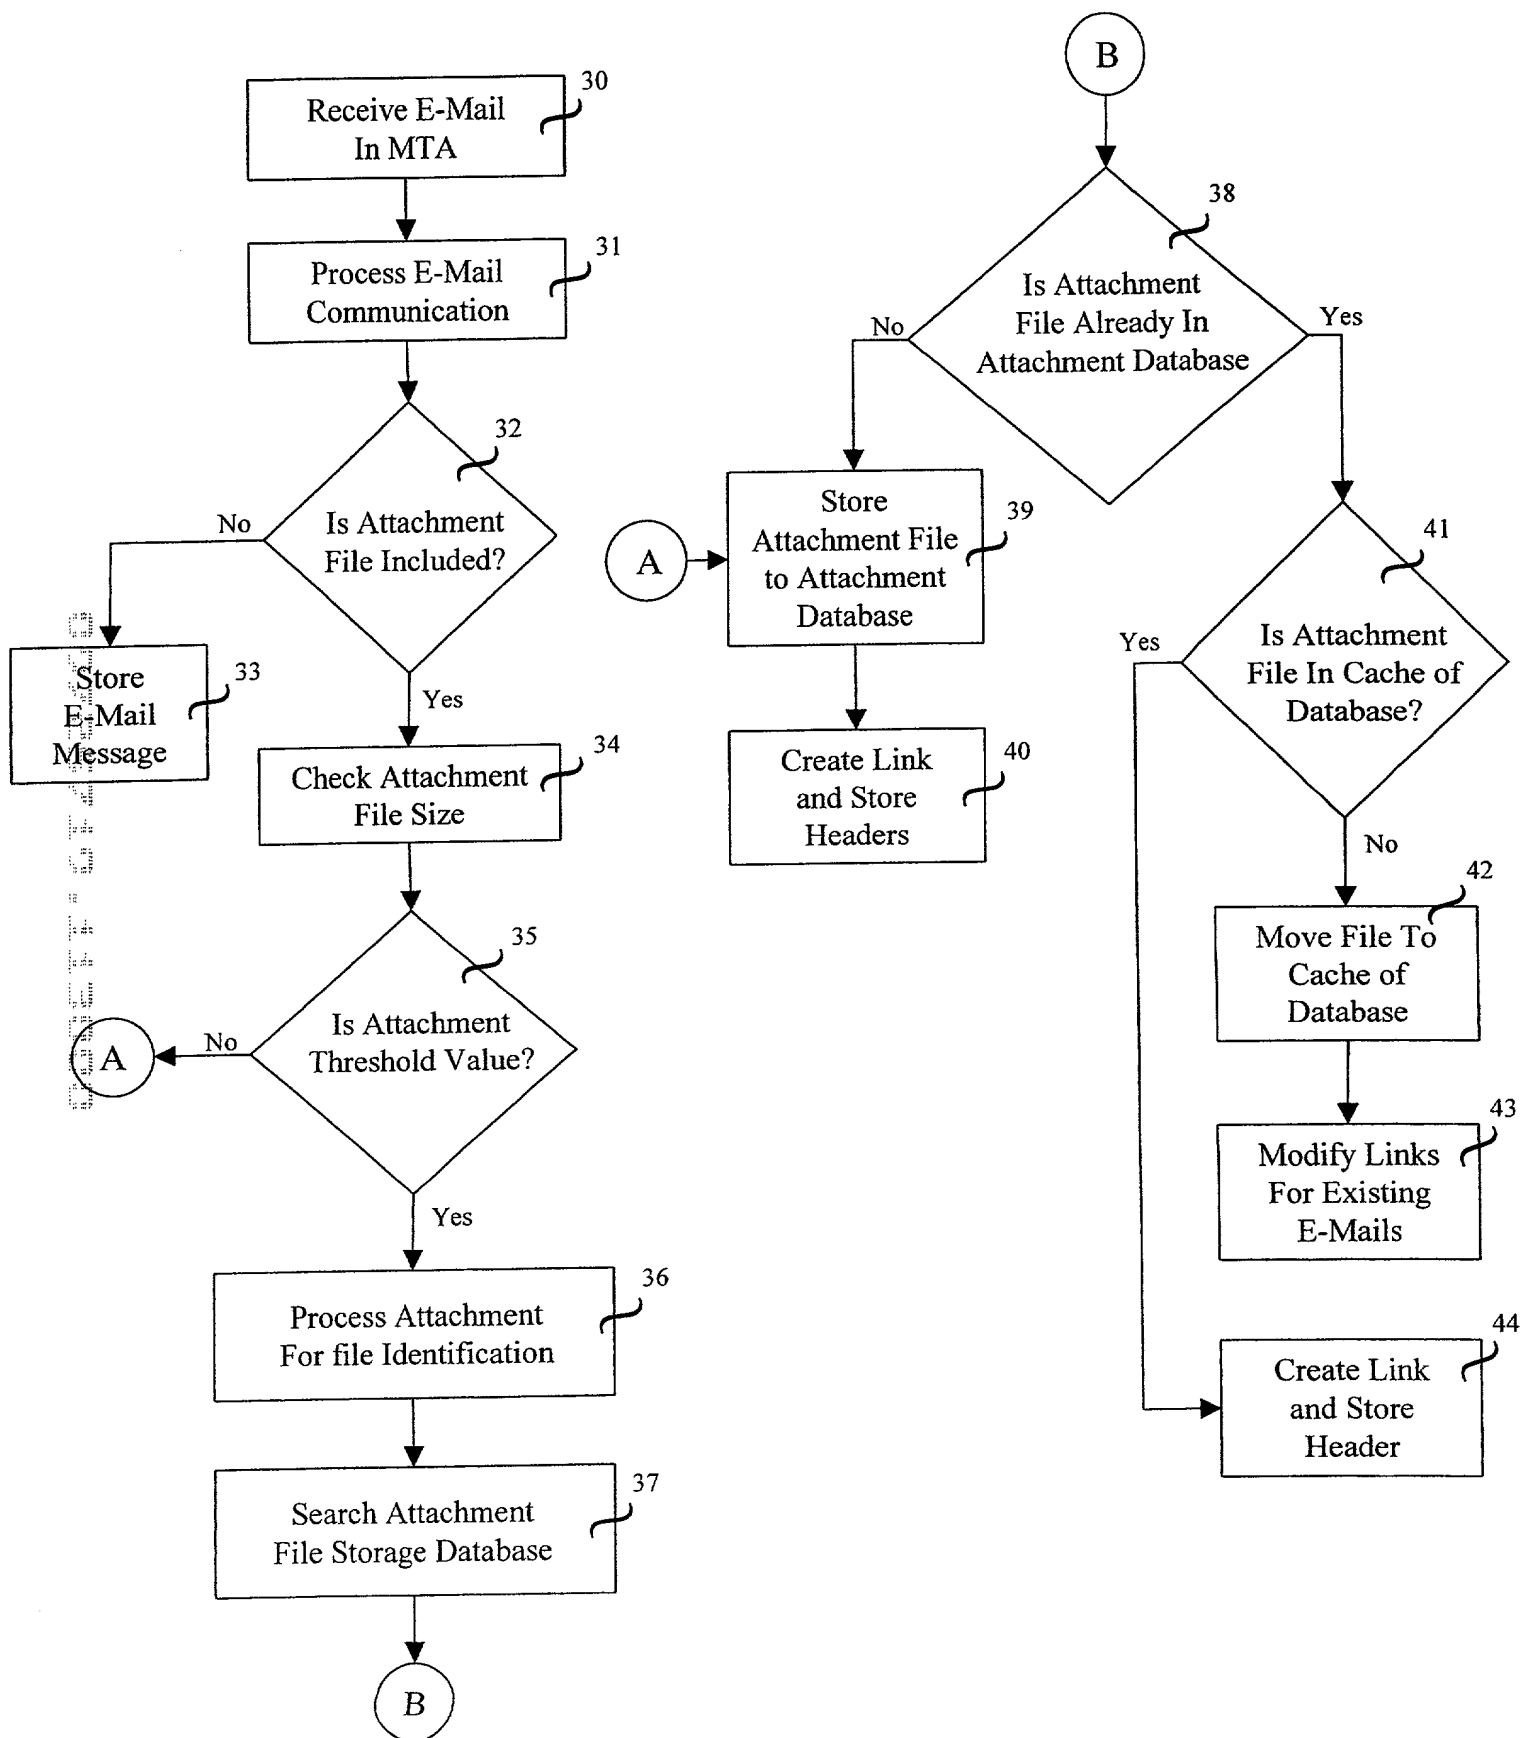 30
Receive E-Mail
In MTA
31
Process E-Mail
Communication
32
Is Attachment
File Included?
No
Yes
33
Store
E-Mail
Message
34
Check Attachment
File Size
35
Is Attachment
Threshold Value?
No
A
Yes
36
Process Attachment
For file Identification
37
Search Attachment
File Storage Database
B
B
38
Is Attachment
File Already In
Attachment Database
No
Yes
A
39
Store
Attachment File
to Attachment
Database
40
Create Link
and Store
Headers
41
Is Attachment
File In Cache of
Database?
Yes
No
42
Move File To
Cache of
Database
43
Modify Links
For Existing
E-Mails
44
Create Link
and Store
Header